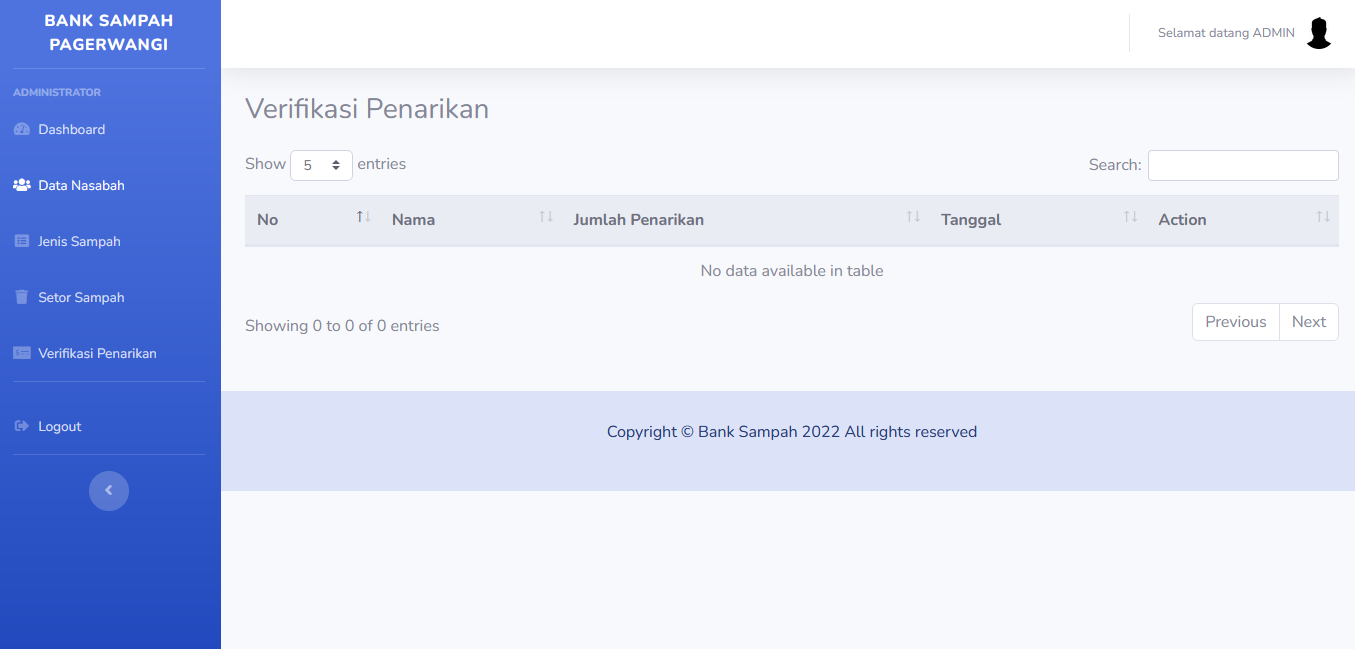 BANK SAMPAH
PAGERWANGI
Selamat datang ADMIN
ADMINISTRATOR
Dashboard
Data Nasabah
Jenis Sampah
Setor Sampah
Verifikasi Penarikan
Logout
Verifikasi Penarikan
Show 5 entries
Search:
No Nama Jumlah Penarikan Tanggal Action
No data available in table
Showing 0 to 0 of 0 entries
Previous Next
Copyright © Bank Sampah 2022 All rights reserved